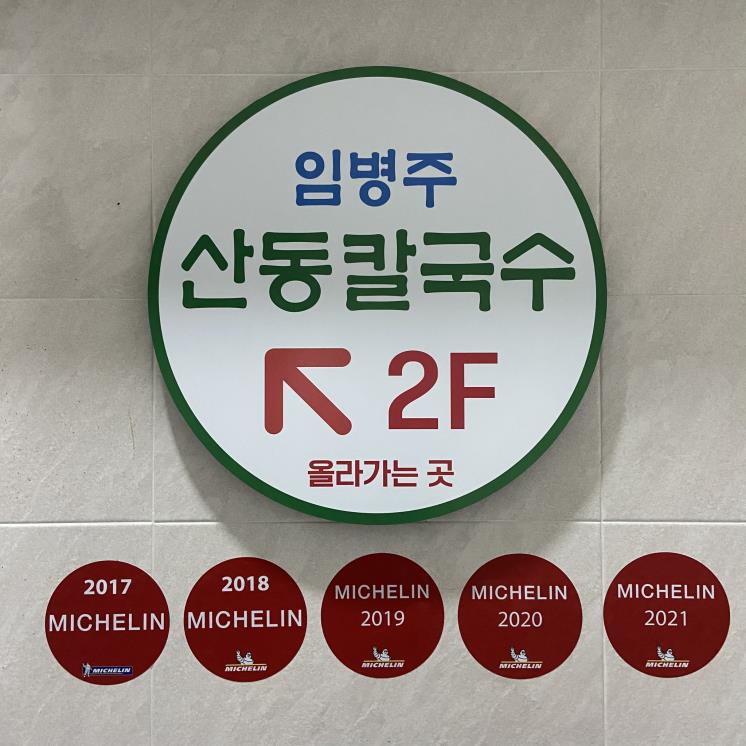 임병주
산동칼국수
↖ 2F
올라가는 곳
2017
MICHELIN
MICHELIN
2018
MICHELIN
MICHELIN
MICHELIN
2019
MICHELIN
MICHELIN
2020
MICHELIN
MICHELIN
2021
MICHELIN